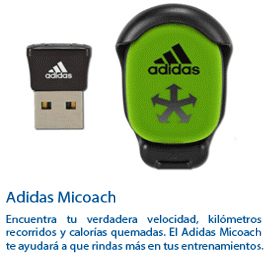 adidas
adidas
Adidas Micoach
Encuentra tu verdadera velocidad, kilómetros
recorridos y calorías quemadas. El Adidas Micoach
te ayudará a que rindas más en tus entrenamientos.